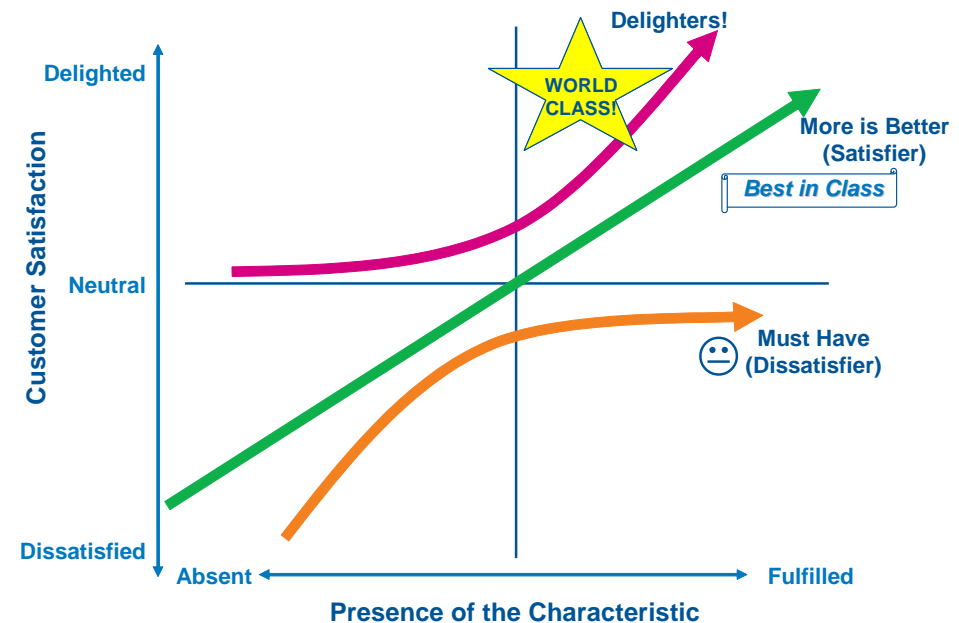 Delighters!
Delighted
WORLD
CLASS!
More is Better
(Satisfier)
Best in Class
Customer Satisfaction
Neutral
Must Have
(Dissatisfier)
Dissatisfied
Absent
Fulfilled
Presence of the Characteristic